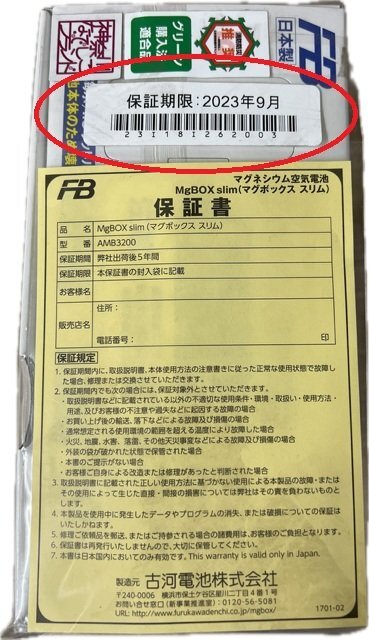 グリーン
購入法
適合品
推奨
FB
日本製
保証期限:2023年9月
23I18I262003
FB
マグネシウム空気電池
MgBOX slim(マグボックス スリム)
保証書
品 名 MgBOX slim(マグボックス スリム)
型 番 AMB3200
保証期間 弊社出荷後5年間
保証期限 本保証書の封入袋に記載
お客様名
販売店名 住所:
電話番号: 印
保証規定
1. 保証期間内に、取扱説明書、本体使用方法の注意書きに従った正常な使用状態で故障し
た場合、修理または交換させていただきます。
2. 保証期間内でも次の場合には、保証対象外とさせていただきます。
・取扱説明書などに記載されている以外の不適切な使用条件・環境・取扱い・使用方法・
用途、及びお客様の不注意や過失などに起因する故障の場合
・お買い上げ後の輸送、落下などによる故障及び損傷の場合
・通常想定される使用環境の範囲を超える温度により故障の場合
・火災、地震、水害、落雷、その他天災事変などによる故障及び損傷の場合
・外装の袋が破かれた状態で保管された場合
・本書のご提示がない場合
・お客様ご自身による改造または修理があったと判断された場合
3. 取扱説明書に記載された正しい使用方法に基づかない使用による本製品の故障・または
その使用によって生じた直接・間接の損害については弊社はその責を負わないものと
します。
4. 本製品を使用中に発生したデータやプログラムの消失、または破損についての保証は
いたしかねます。
5. 修理ご依頼品を郵送、またはご持参される場合の諸費用は、お客様のご負担となります。
6. 保証書は再発行いたしませんので、大切に保管してください。
7. 本書は日本国内においてのみ有効です。This warranty is valid only in Japan.
製造元 古河電池株式会社
〒240-0006 横浜市保土ケ谷区星川二丁目4番1号
お問い合せ窓口(新事業推進室):0120-56-5081
URL: http://www.furukawadenchi.co.jp/mgbox/
1701-02